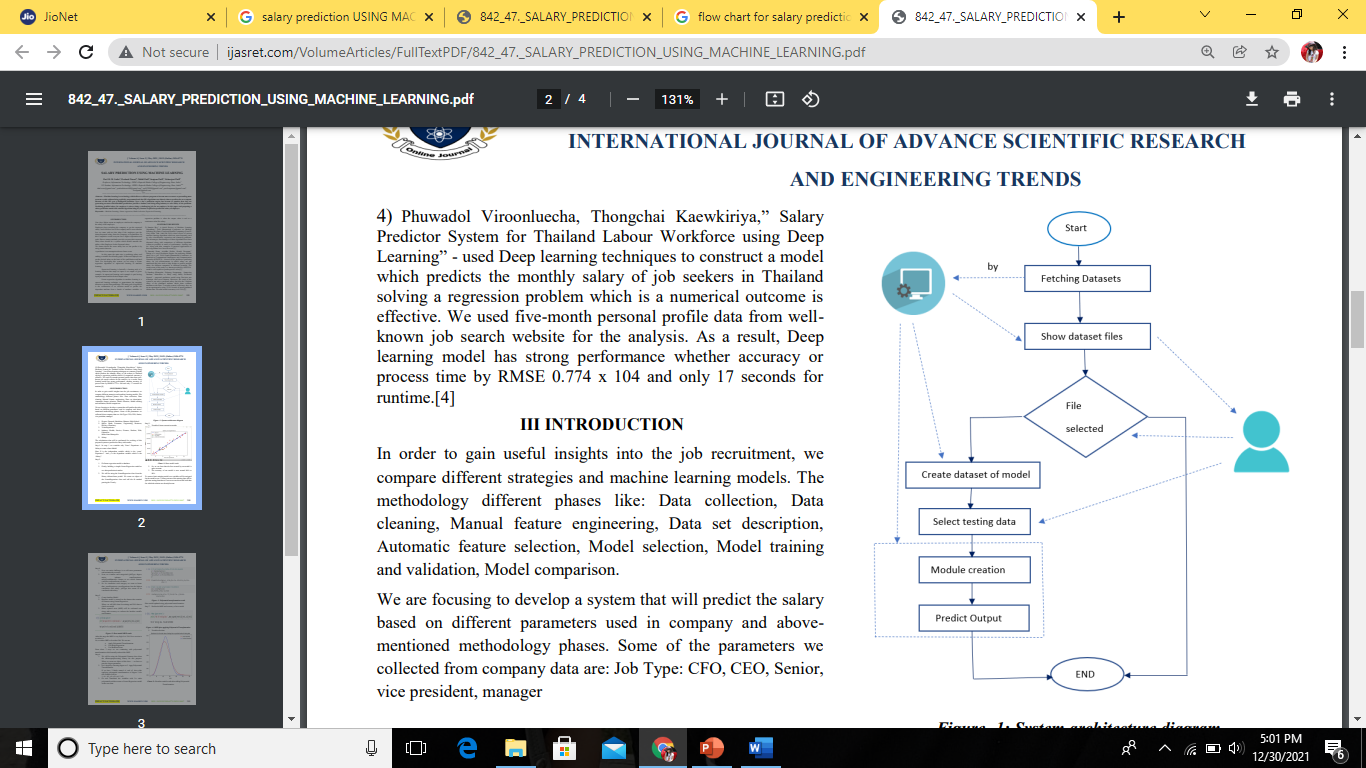 JioNet
salary prediction USING MAC
842_47._SALARY_PREDICTION
flow chart for salary predictio
842_47._SALARY_PREDICTIO
Not secure
ijasret.com/VolumeArticles/FullTextPDF/842_47._SALARY_PREDICTION_USING_MACHINE_LEARNING.pdf
842_47._SALARY_PREDICTION_USING_MACHINE_LEARNING.pdf
2 / 4
131%
1
2
3
Online Journal
INTERNATIONAL JOURNAL OF ADVANCE SCIENTIFIC RESEARCH
AND ENGINEERING TRENDS
4) Phuwadol Viroonluecha, Thongchai Kaewkiriya,” Salary
Predictor System for Thailand Labour Workforce using Deep
Learning” - used Deep learning techniques to construct a model
which predicts the monthly salary of job seekers in Thailand
solving a regression problem which is a numerical outcome is
effective. We used five-month personal profile data from well-
known job search website for the analysis. As a result, Deep
learning model has strong performance whether accuracy or
process time by RMSE 0.774 x 104 and only 17 seconds for
runtime.[4]
III INTRODUCTION
In order to gain useful insights into the job recruitment, we
compare different strategies and machine learning models. The
methodology different phases like: Data collection, Data
cleaning, Manual feature engineering, Data set description,
Automatic feature selection, Model selection, Model training
and validation, Model comparison.
We are focusing to develop a system that will predict the salary
based on different parameters used in company and above-
mentioned methodology phases. Some of the parameters we
collected from company data are: Job Type: CFO, CEO, Senior,
vice president, manager
Start
by
Fetching Datasets
Show dataset files
File
selected
Create dataset of model
Select testing data
Module creation
Predict Output
END
Figure 1: System architecture diagram
Type here to search
5:01 PM
12/30/2021
6